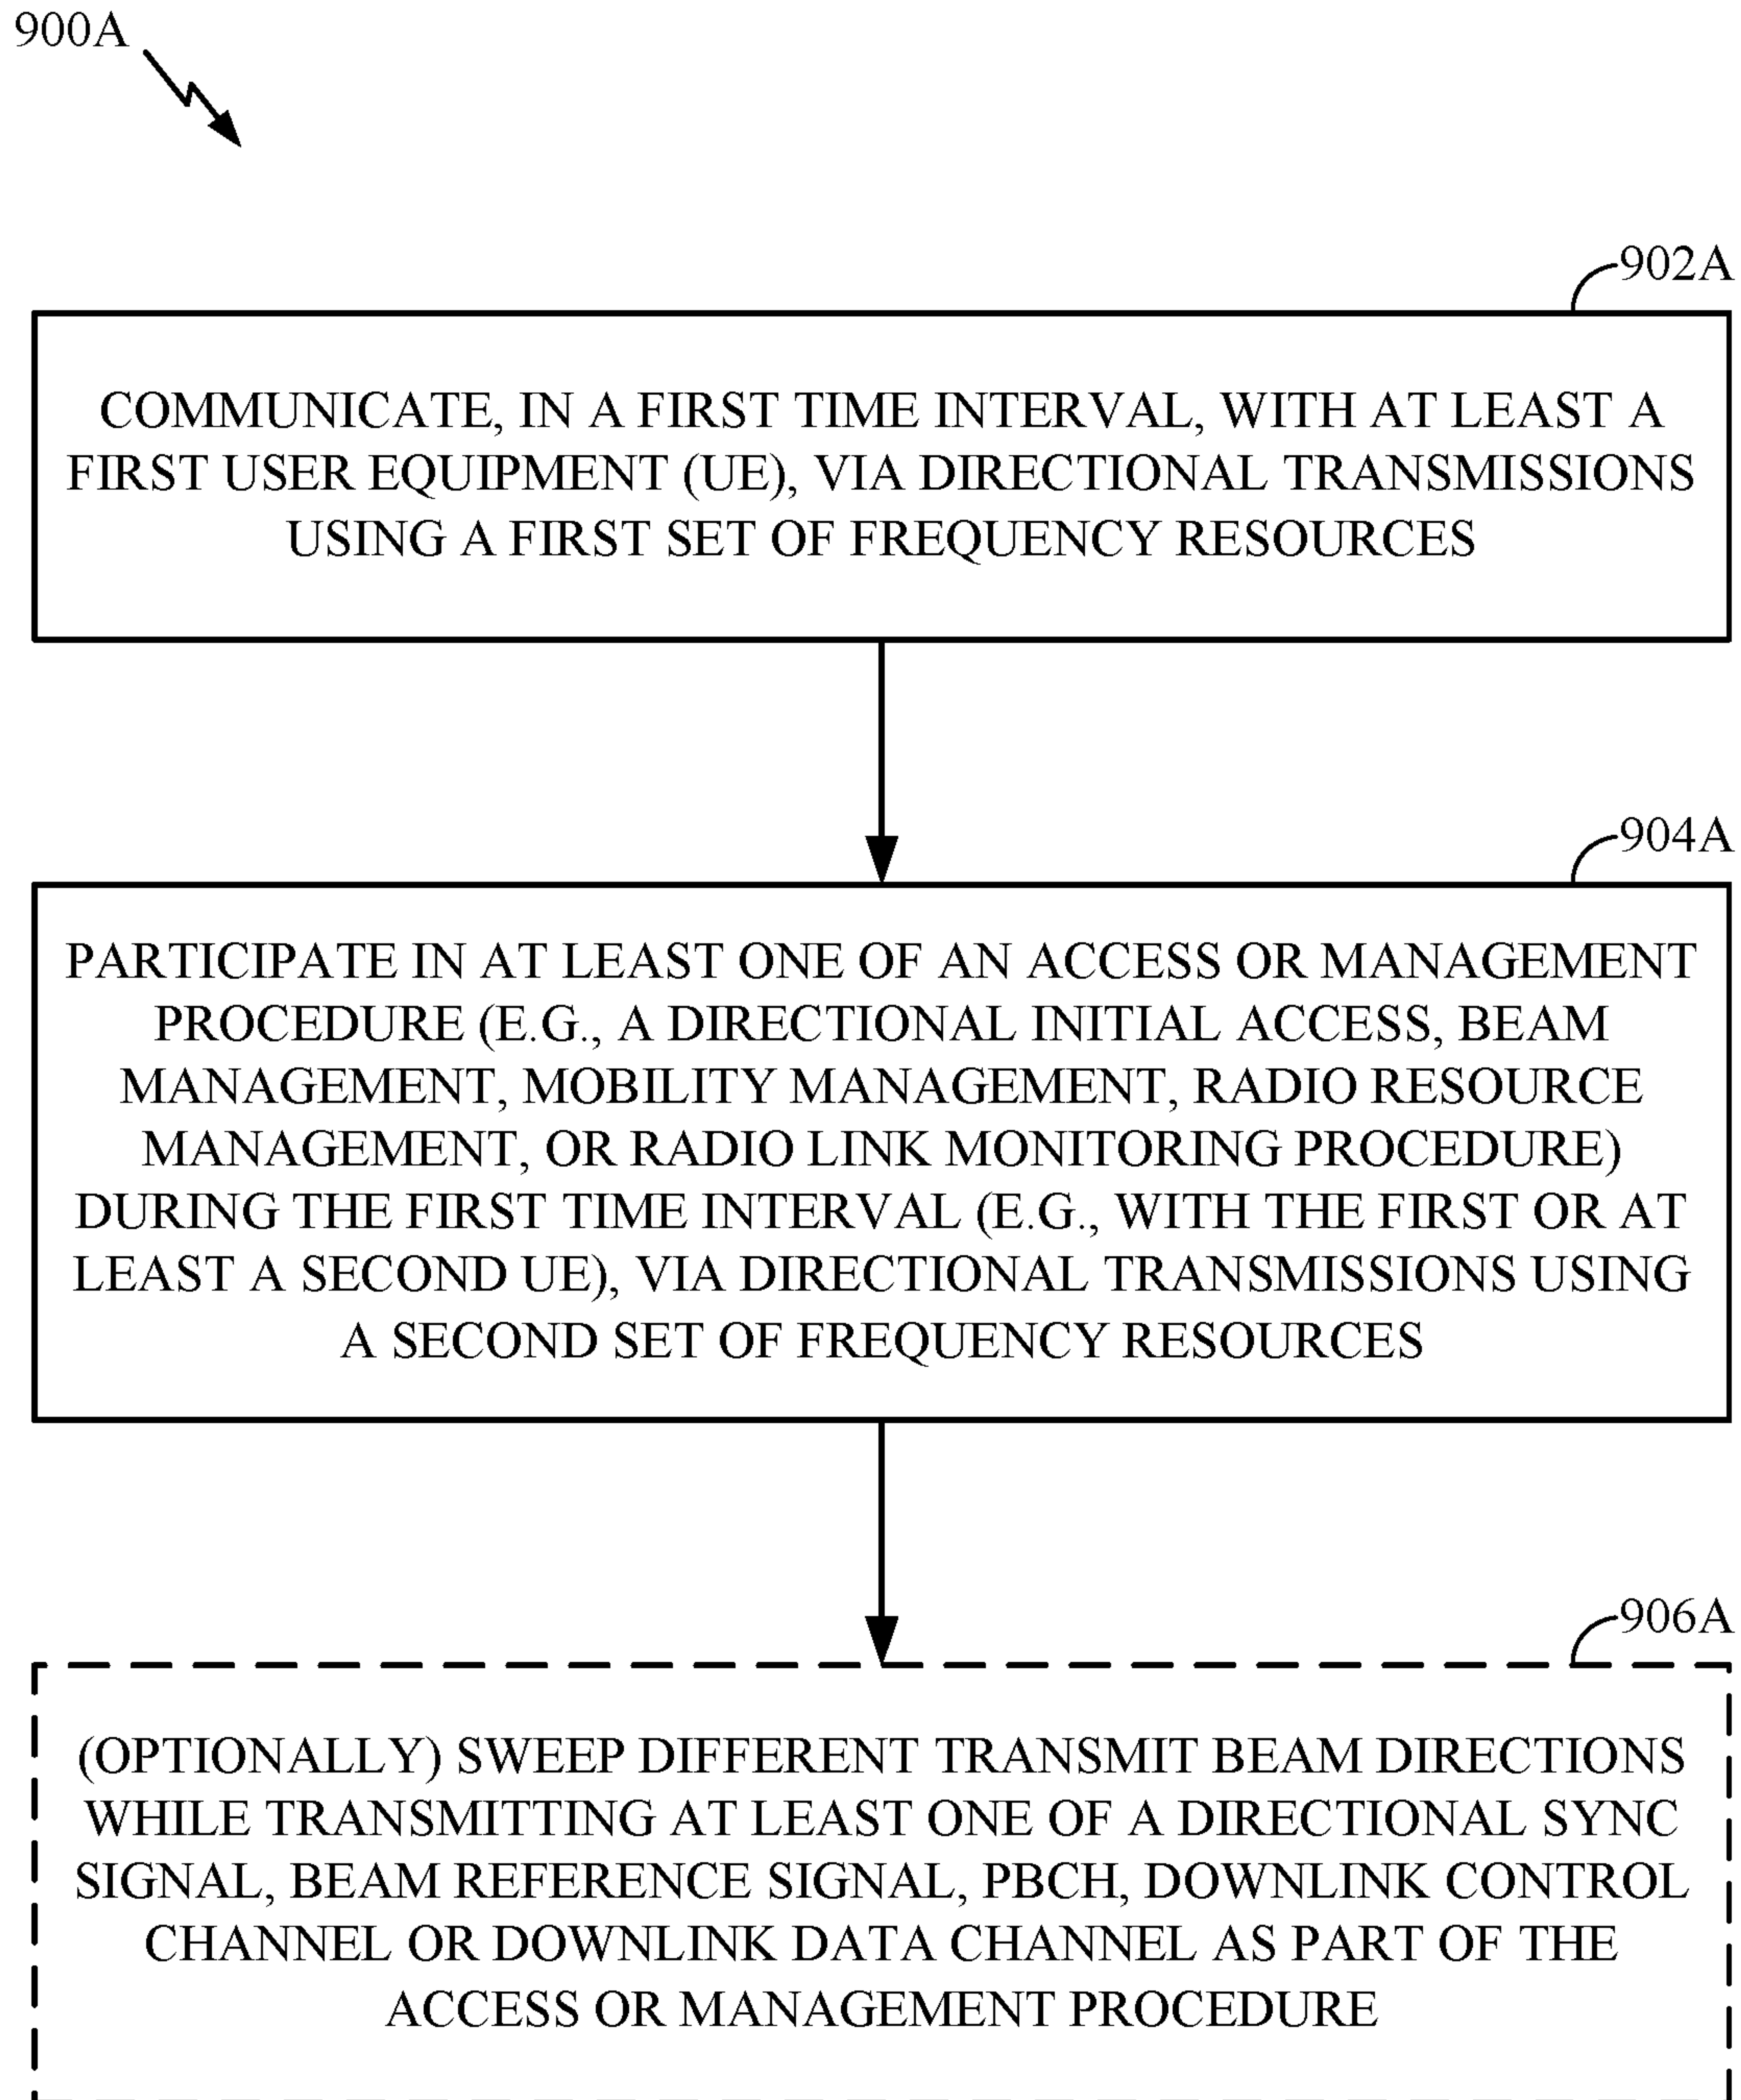 900A
902A
COMMUNICATE, IN A FIRST TIME INTERVAL, WITH AT LEAST A
FIRST USER EQUIPMENT (UE), VIA DIRECTIONAL TRANSMISSIONS
USING A FIRST SET OF FREQUENCY RESOURCES
904A
PARTICIPATE IN AT LEAST ONE OF AN ACCESS OR MANAGEMENT
PROCEDURE (E.G., A DIRECTIONAL INITIAL ACCESS, BEAM
MANAGEMENT, MOBILITY MANAGEMENT, RADIO RESOURCE
MANAGEMENT, OR RADIO LINK MONITORING PROCEDURE)
DURING THE FIRST TIME INTERVAL (E.G., WITH THE FIRST OR AT
LEAST A SECOND UE), VIA DIRECTIONAL TRANSMISSIONS USING
A SECOND SET OF FREQUENCY RESOURCES
906A
(OPTIONALLY) SWEEP DIFFERENT TRANSMIT BEAM DIRECTIONS
WHILE TRANSMITTING AT LEAST ONE OF A DIRECTIONAL SYNC
SIGNAL, BEAM REFERENCE SIGNAL, PBCH, DOWNLINK CONTROL
CHANNEL OR DOWNLINK DATA CHANNEL AS PART OF THE
ACCESS OR MANAGEMENT PROCEDURE